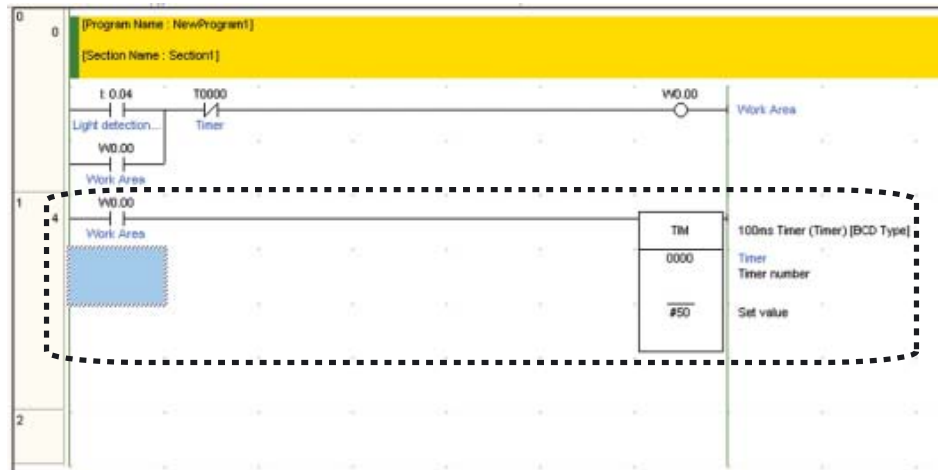 0
0
[Program Name : NewProgram1]
[Section Name : Section1]
I: 0.04
T0000
W0.00
Light detection...
Timer
Work Area
W0.00
Work Area
1
4
W0.00
Work Area
TIM
100ms Timer (Timer) [BCD Type]
0000
Timer
Timer number
#50
Set value
2